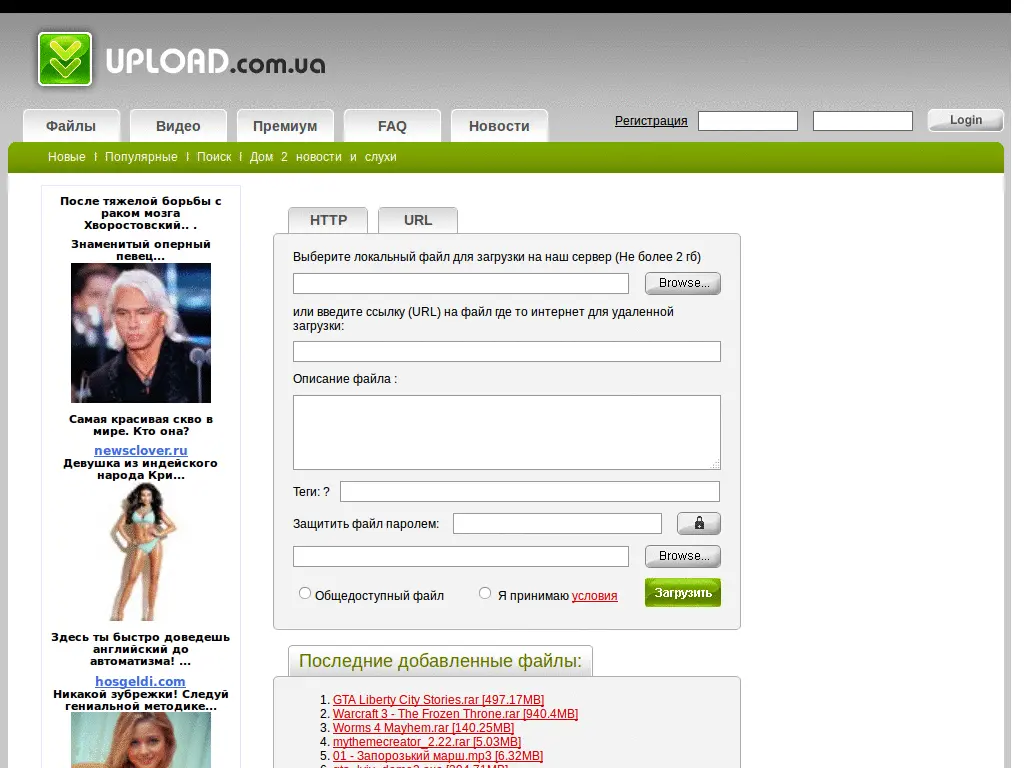 UPLOAD.com.ua
Файлы
Видео
Премиум
FAQ
Новости
Регистрация
Login
Новые | Популярные | Поиск | Дом 2 новости и слухи
После тяжелой борьбы с
раком мозга
Хворостовский.. .
Знаменитый оперный
певец...
Самая красивая скво в
мире. Кто она?
newsclover.ru
Девушка из индейского
народа Кри...
Здесь ты быстро доведешь
английский до
автоматизма! ...
hosgeldi.com
Никакой зубрежки! Следуй
гениальной методике...
HTTP
URL
Выберите локальный файл для загрузки на наш сервер (Не более 2 гб)
Browse...
или введите ссылку (URL) на файл где то интернет для удаленной
загрузки:
Описание файла :
Теги: ?
Защитить файл паролем:
Browse...
Общедоступный файл
Я принимаю условия
Загрузить
Последние добавленные файлы:
1. GTA Liberty City Stories.rar [497.17MB]
2. Warcraft 3 - The Frozen Throne.rar [940.4MB]
3. Worms 4 Mayhem.rar [140.25MB]
4. mythemecreator_2.22.rar [5.03MB]
5. 01 - Запорозький марш.mp3 [6.32MB]